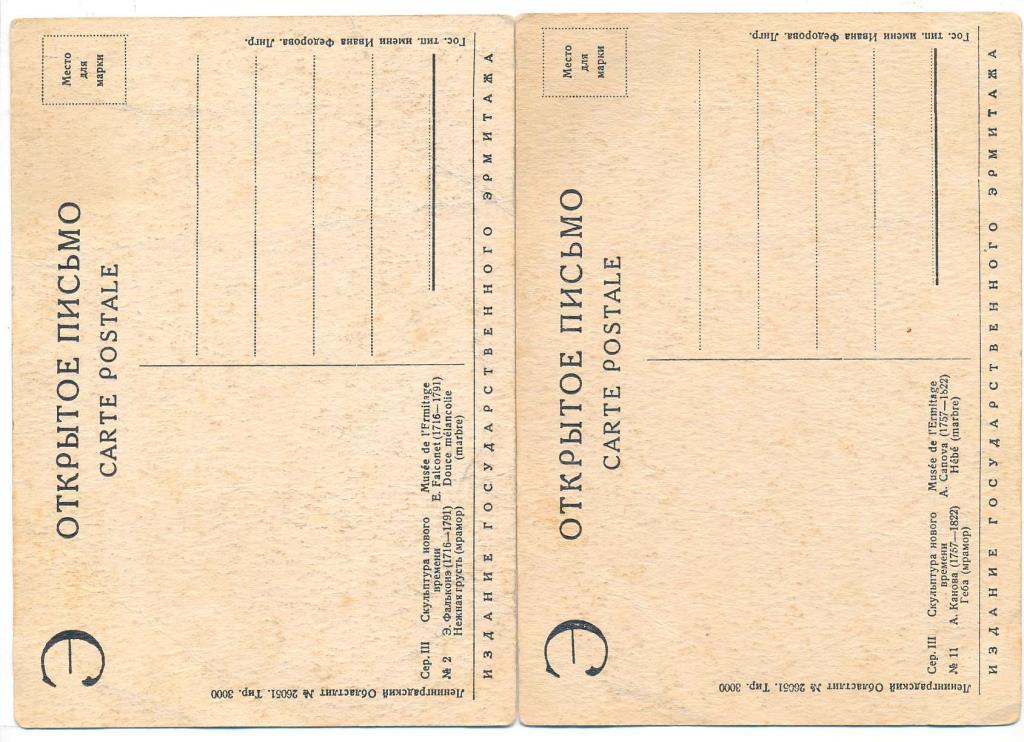 Є
ОТКРЫТОЕ ПИСЬМО
CARTE POSTALE
Место
для
марки
Сер. III Скульптура нового
времени
№ 2 Э. Фальконэ (1716—1791)
Нежная грусть (мрамор)
Musée de l'Ermitage
E. Falconet (1716—1791)
Douce mélancolie
(marbre)
ИЗДАНИЕ ГОСУДАРСТВЕННОГО ЭРМИТАЖА
Ленинградский Областлит № 26051. Тир. 3000
Гос. тип. имени Ивана Федорова. Лнгр.
Є
ОТКРЫТОЕ ПИСЬМО
CARTE POSTALE
Место
для
марки
Сер. III Скульптура нового
времени
№ 11 А. Канова (1757—1822)
Геба (мрамор)
Musée de l'Ermitage
A. Canova (1757—1822)
Hébé (marbre)
ИЗДАНИЕ ГОСУДАРСТВЕННОГО ЭРМИТАЖА
Ленинградский Областлит № 26051. Тир. 3000
Гос. тип. имени Ивана Федорова. Лнгр.